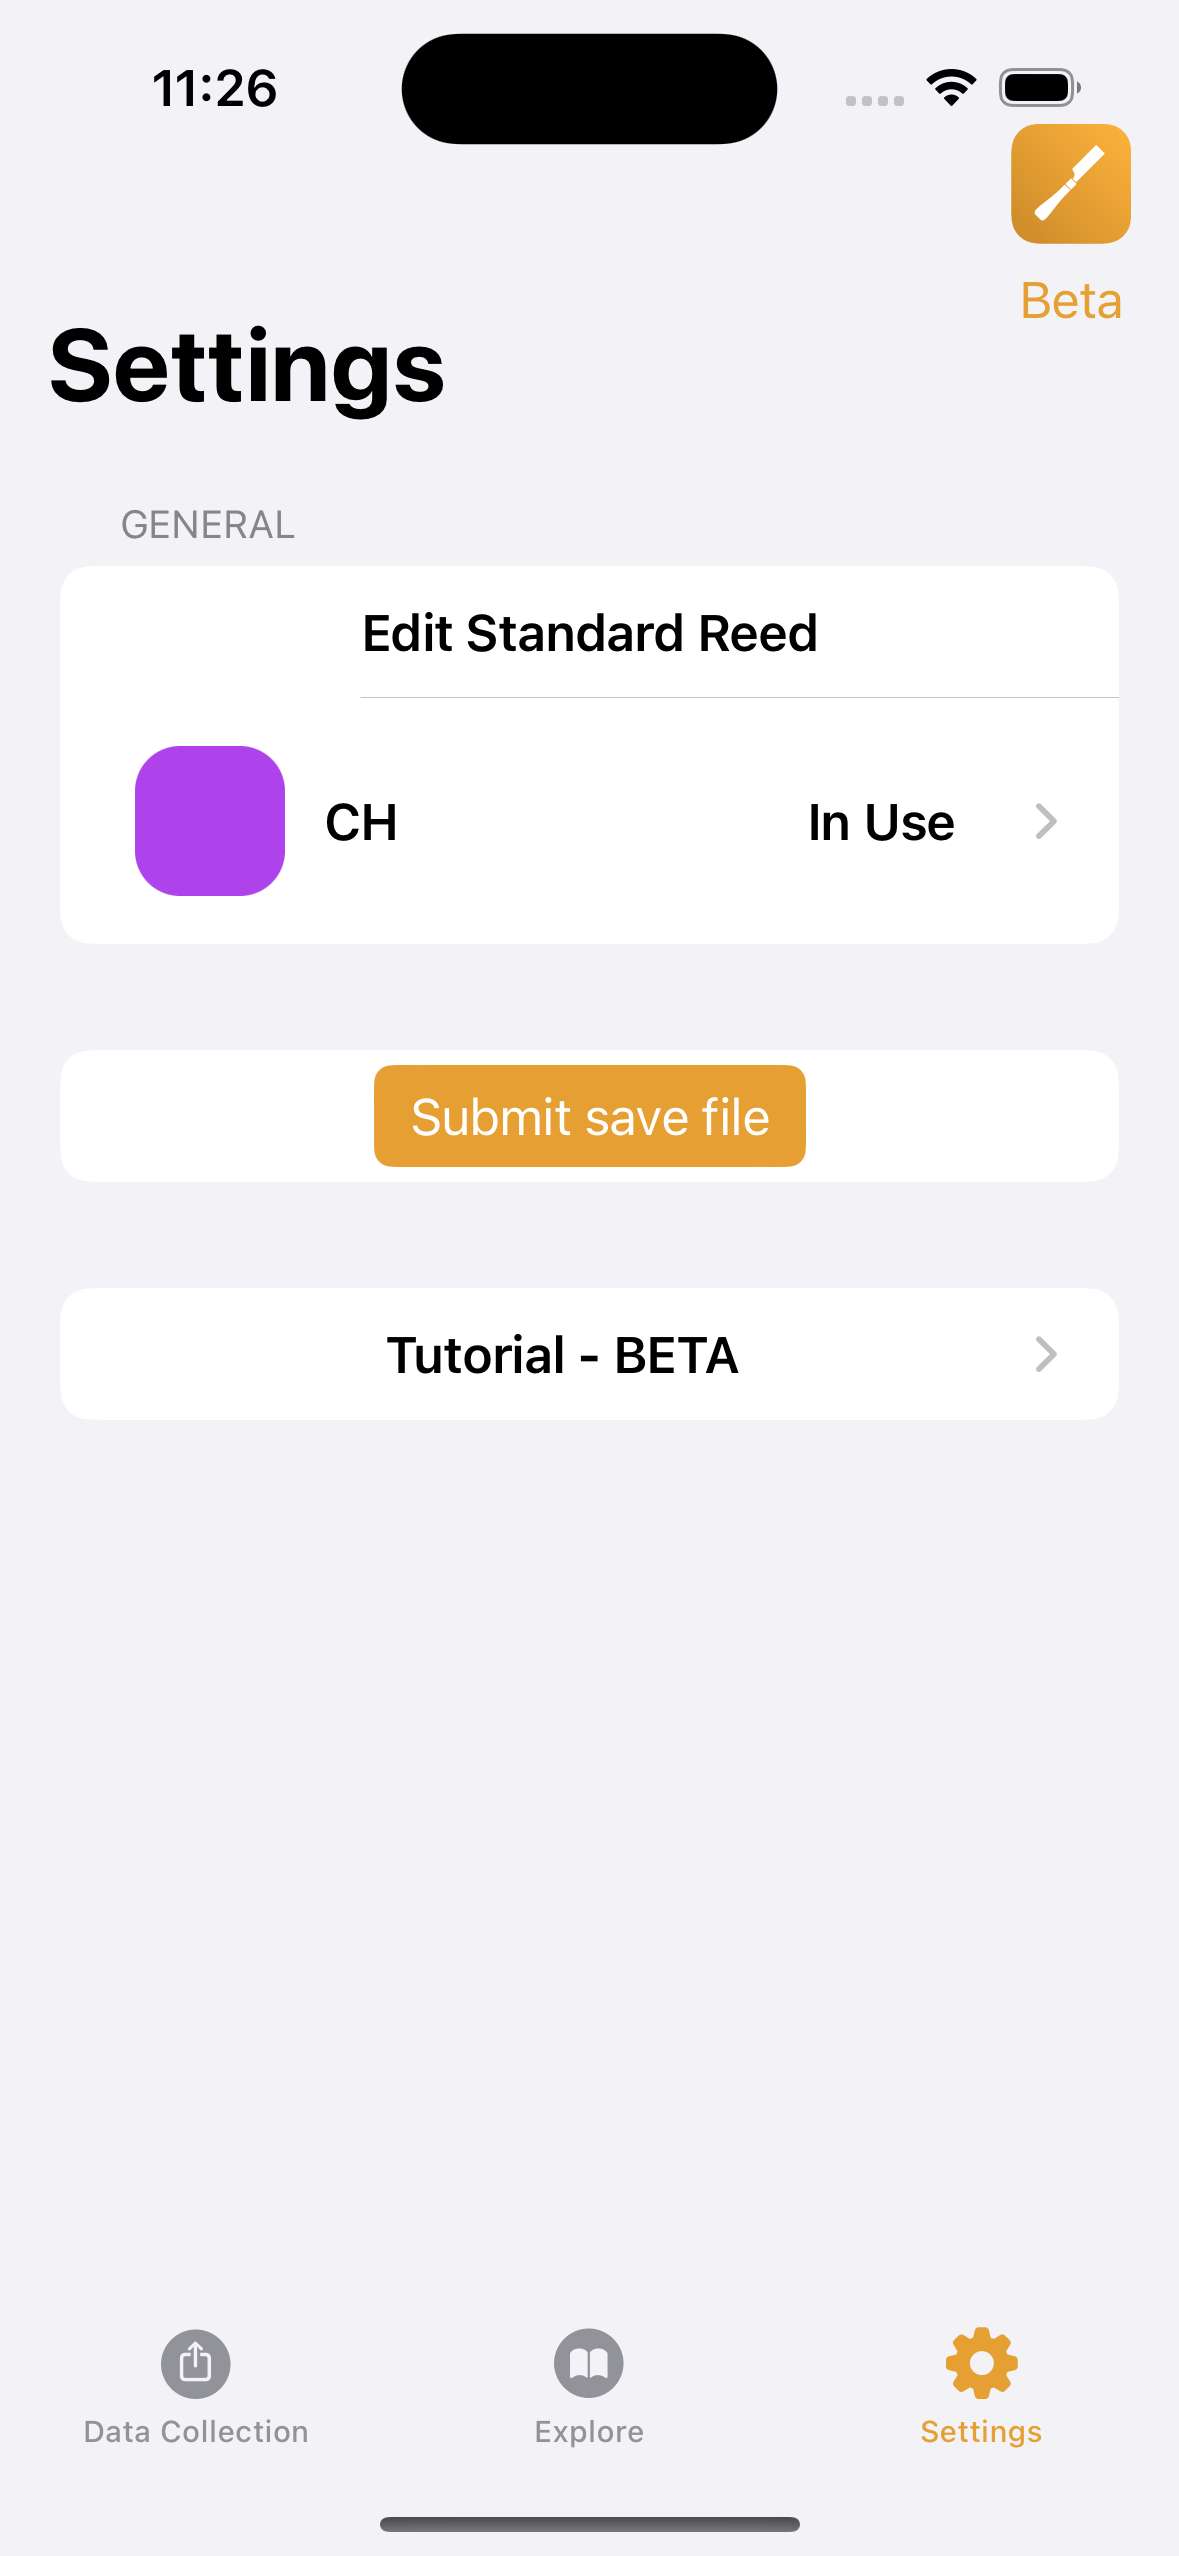 11:26
Beta
Settings
GENERAL
Edit Standard Reed
CH In Use
Submit save file
Tutorial - BETA
Data Collection Explore Settings